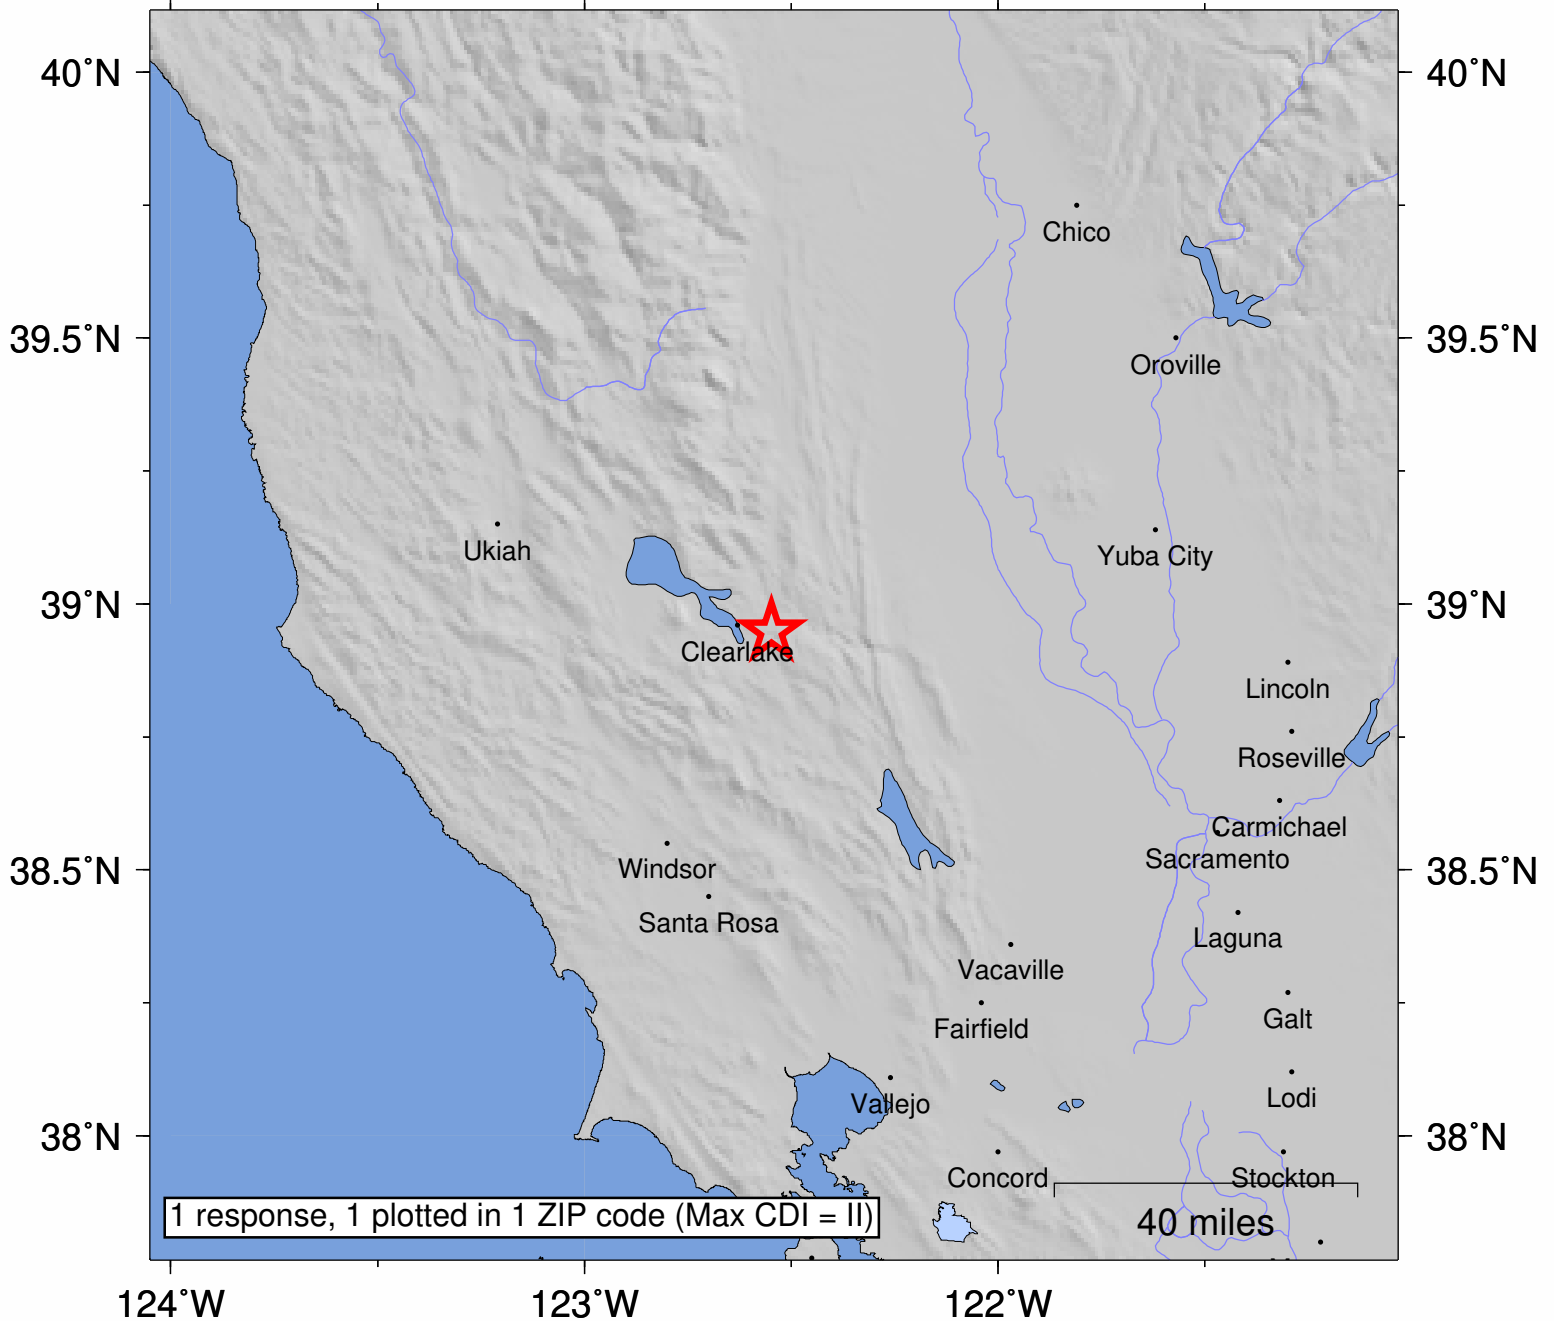 40˚N 40˚N
Chico
39.5˚N 39.5˚N
Oroville
Ukiah
Yuba City
39˚N 39˚N
Clearlake
Lincoln
Roseville
Carmichael
Sacramento
38.5˚N 38.5˚N
Windsor
Santa Rosa
Laguna
Vacaville
Galt
Fairfield
Lodi
Vallejo
38˚N 38˚N
Concord
Stockton
1 response, 1 plotted in 1 ZIP code (Max CDI = II)
40 miles
124˚W 123˚W 122˚W